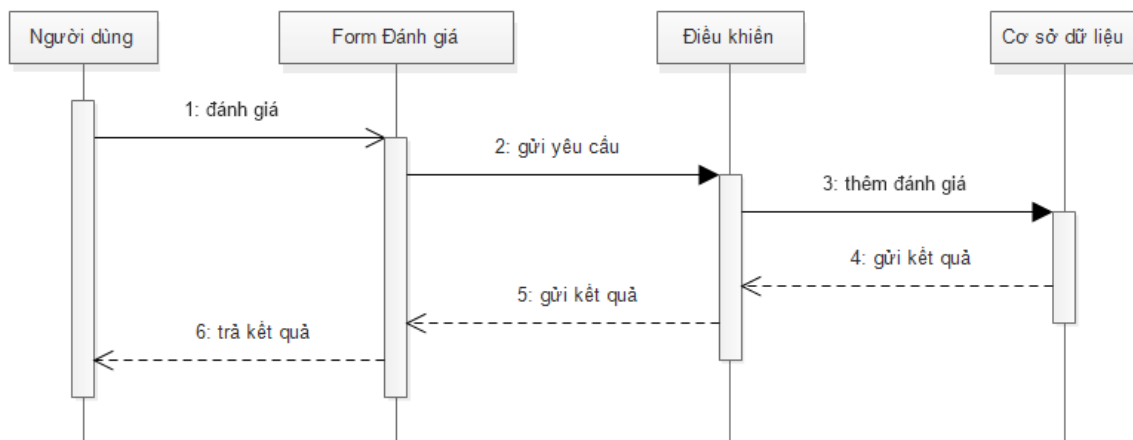 Người dùng
Form Đánh giá
Điều khiển
Cơ sở dữ liệu
1: đánh giá
2: gửi yêu cầu
3: thêm đánh giá
4: gửi kết quả
5: gửi kết quả
6: trả kết quả